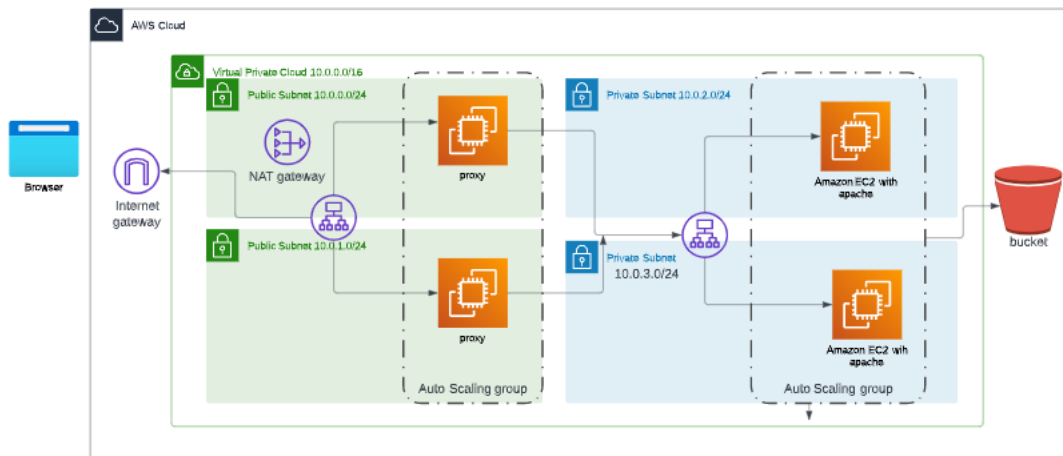 AWS Cloud
Virtual Private Cloud 10.0.0.0/16
Public Subnet 10.0.0.0/24
Private Subnet 10.0.2.0/24
NAT gateway
proxy
Amazon EC2 with
apache
Browser
Internet
gateway
bucket
Public Subnet 10.0.1.0/24
Private Subnet
10.0.3.0/24
proxy
Amazon EC2 wih
apache
Auto Scaling group
Auto Scaling group